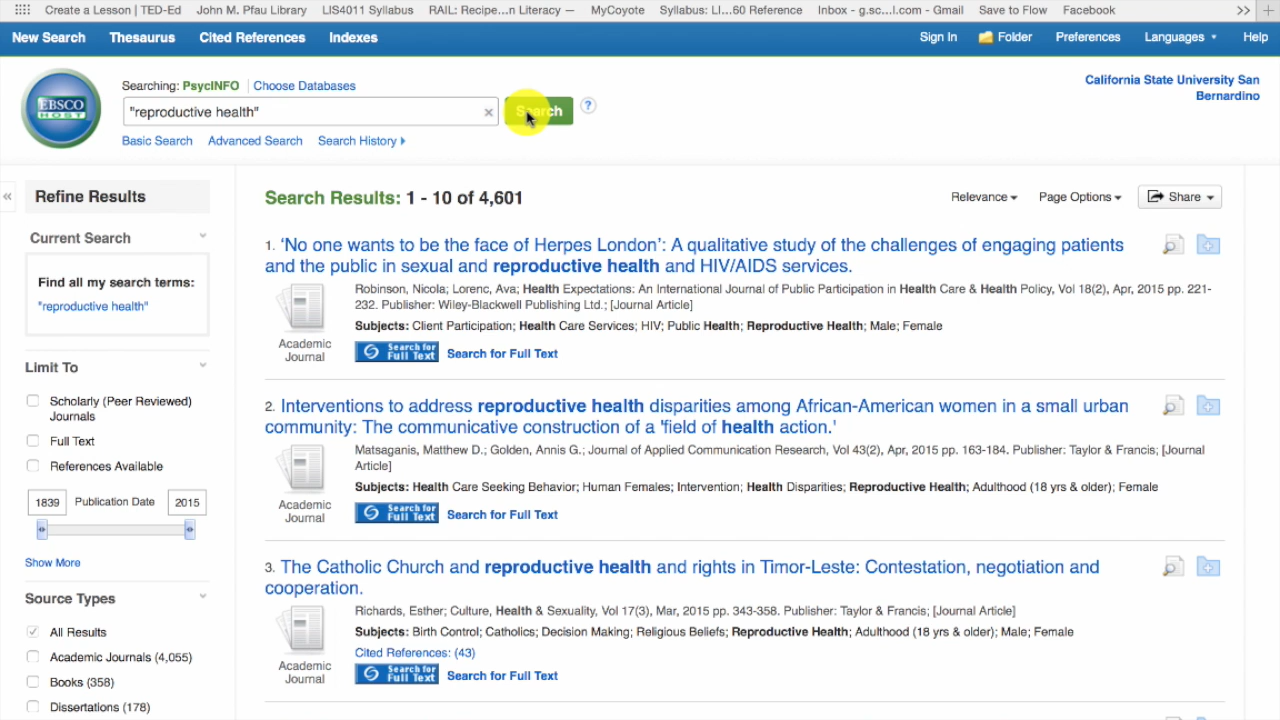 Create a Lesson | TED-Ed John M. Pfau Library LIS4011 Syllabus RAIL: Recipe...n Literacy — MyCoyote Syllabus: LI...60 Reference Inbox - g.sc...l.com - Gmail Save to Flow Facebook
New Search Thesaurus Cited References Indexes Sign In Folder Preferences Languages Help
Searching: PsycINFO Choose Databases
California State University San
Bernardino
EBSCO
HOST
"reproductive health" Search ?
Basic Search Advanced Search Search History
Refine Results
Current Search
Find all my search terms:
"reproductive health"
Limit To
Scholarly (Peer Reviewed)
Journals
Full Text
References Available
1839 Publication Date 2015
Show More
Source Types
All Results
Academic Journals (4,055)
Books (358)
Dissertations (178)
Search Results: 1 - 10 of 4,601 Relevance Page Options Share
1. 'No one wants to be the face of Herpes London': A qualitative study of the challenges of engaging patients
and the public in sexual and reproductive health and HIV/AIDS services.
Robinson, Nicola; Lorenc, Ava; Health Expectations: An International Journal of Public Participation in Health Care & Health Policy, Vol 18(2), Apr, 2015 pp. 221-
232. Publisher: Wiley-Blackwell Publishing Ltd.; [Journal Article]
Subjects: Client Participation; Health Care Services; HIV; Public Health; Reproductive Health; Male; Female
Academic
Journal
Search for
Full Text
Search for Full Text
2. Interventions to address reproductive health disparities among African-American women in a small urban
community: The communicative construction of a 'field of health action.'
Matsaganis, Matthew D.; Golden, Annis G.; Journal of Applied Communication Research, Vol 43(2), Apr, 2015 pp. 163-184. Publisher: Taylor & Francis; [Journal
Article]
Subjects: Health Care Seeking Behavior; Human Females; Intervention; Health Disparities; Reproductive Health; Adulthood (18 yrs & older); Female
Academic
Journal
Search for
Full Text
Search for Full Text
3. The Catholic Church and reproductive health and rights in Timor-Leste: Contestation, negotiation and
cooperation.
Richards, Esther; Culture, Health & Sexuality, Vol 17(3), Mar, 2015 pp. 343-358. Publisher: Taylor & Francis; [Journal Article]
Subjects: Birth Control; Catholics; Decision Making; Religious Beliefs; Reproductive Health; Adulthood (18 yrs & older); Male; Female
Cited References: (43)
Academic
Journal
Search for
Full Text
Search for Full Text